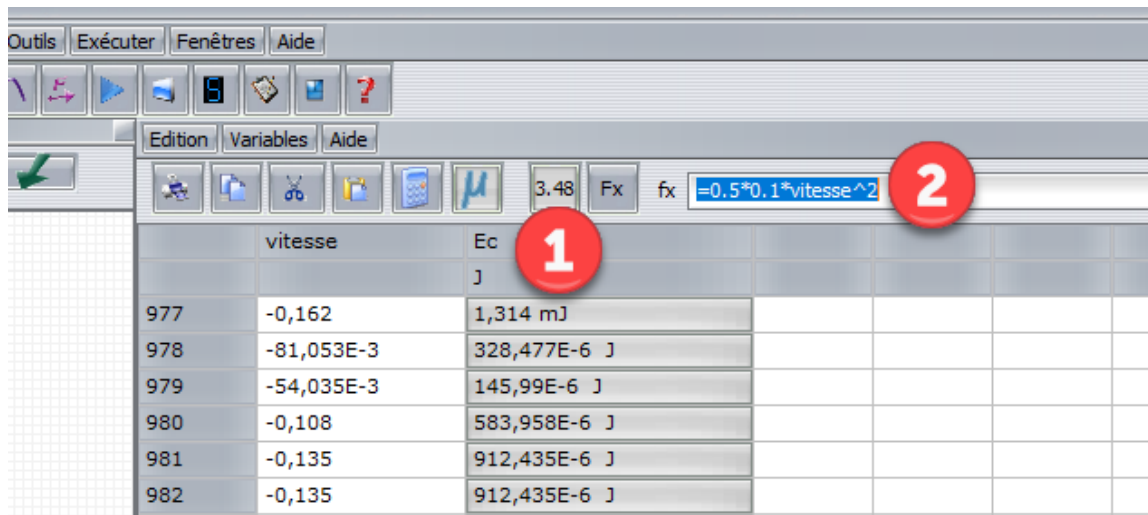 Outils Exécuter Fenêtres Aide
Edition Variables Aide
µ 3.48 Fx fx =0.5*0.1*vitesse^2 2
vitesse Ec 1
J
977 -0,162 1,314 mJ
978 -81,053E-3 328,477E-6 J
979 -54,035E-3 145,99E-6 J
980 -0,108 583,958E-6 J
981 -0,135 912,435E-6 J
982 -0,135 912,435E-6 J